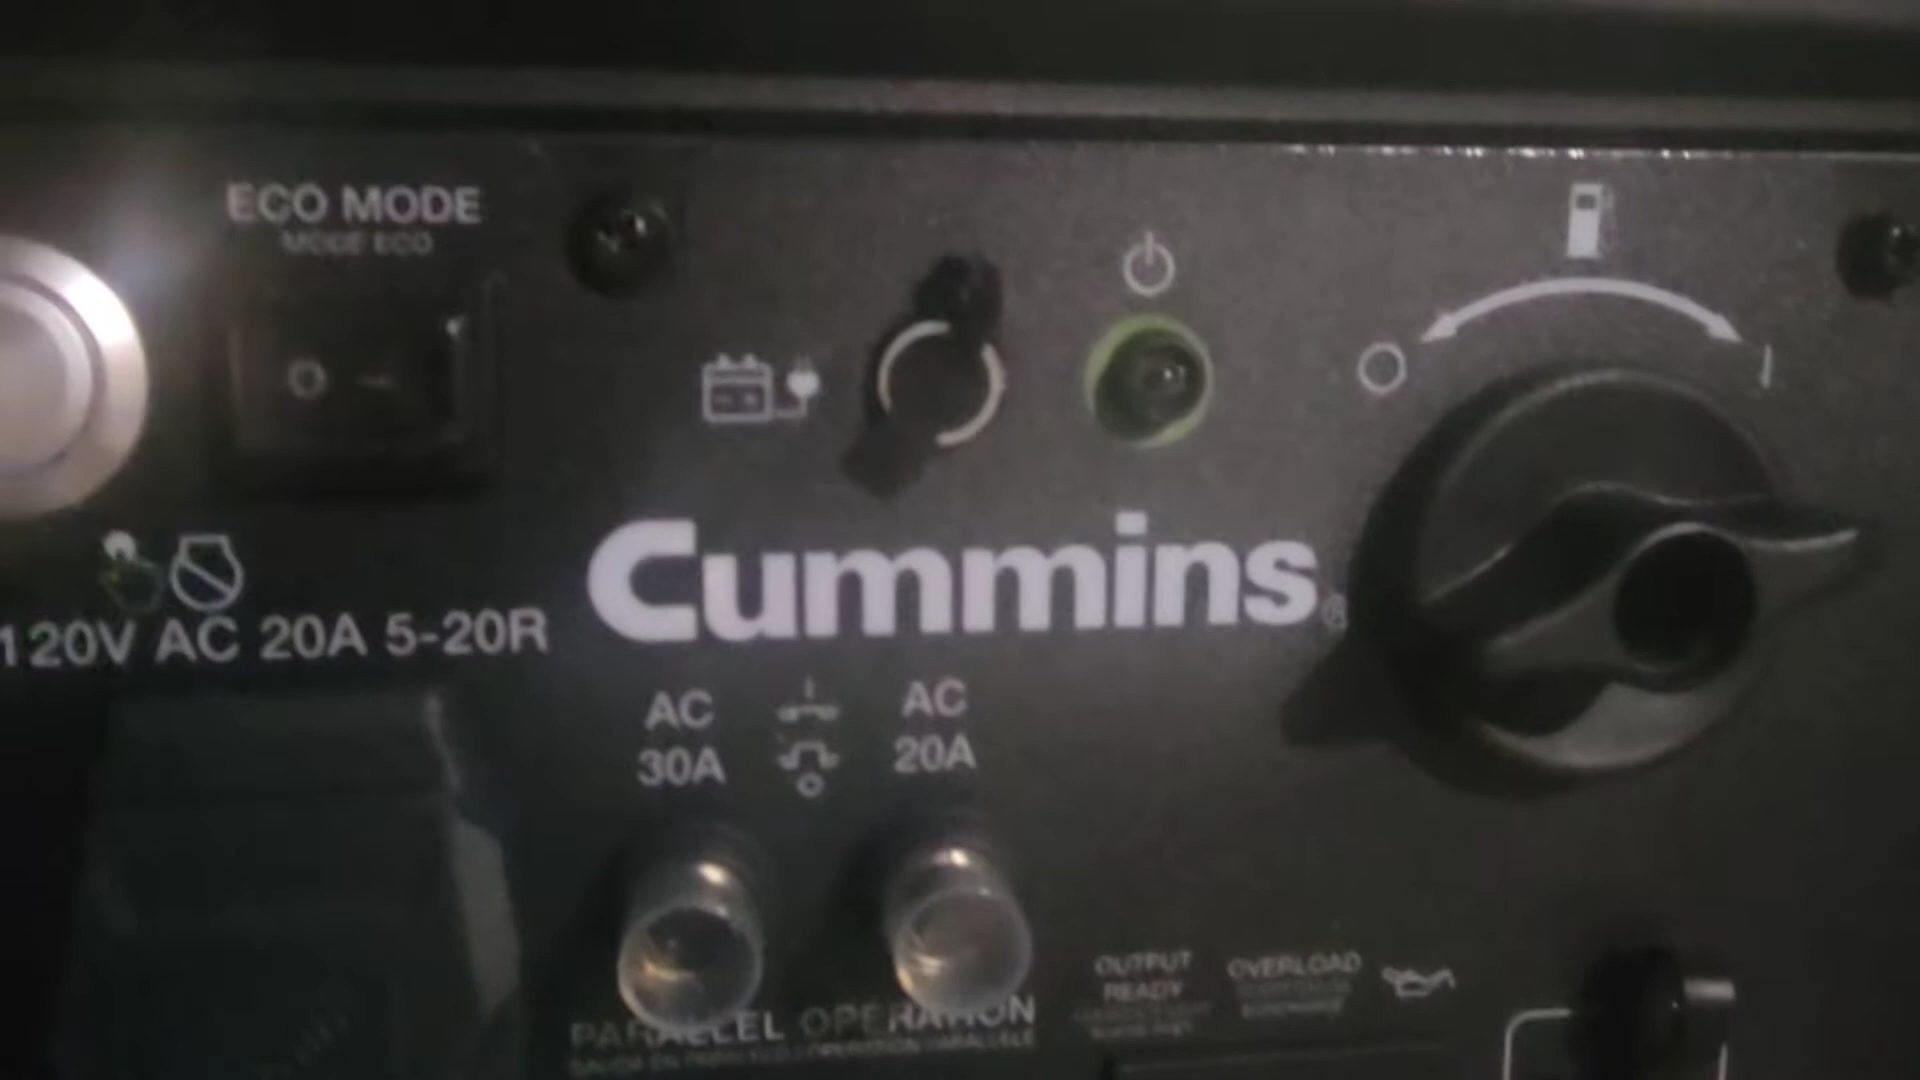 ECO MODE
MODE ECO
120V AC 20A 5-20R
Cummins®
AC
30A
AC
20A
PARALLEL OPERATION
OUTPUT
READY
OVERLOAD